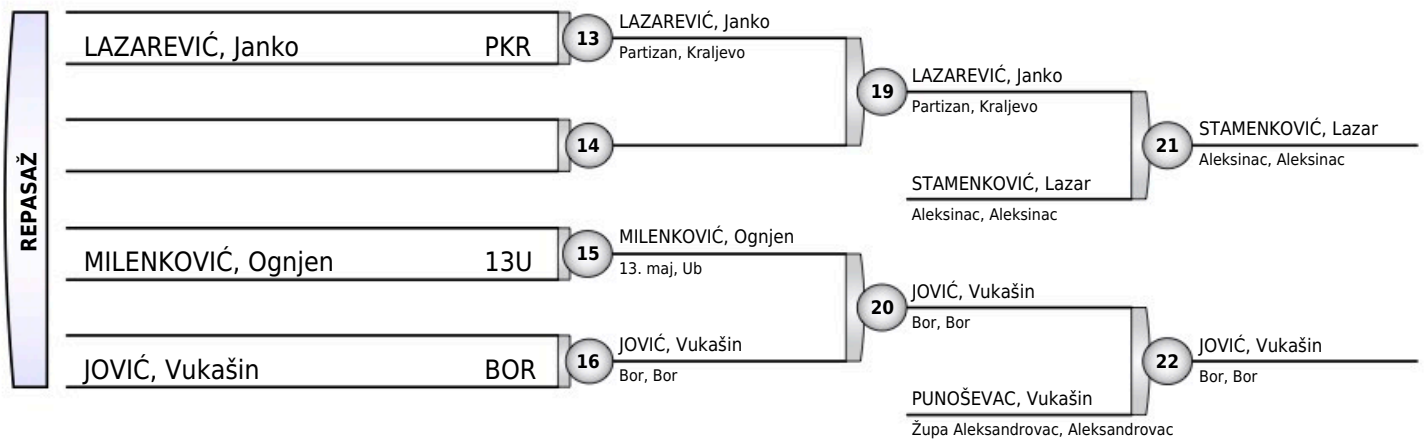 REPASAŽ
LAZAREVIĆ, Janko PKR
13
LAZAREVIĆ, Janko
Partizan, Kraljevo
14
19
LAZAREVIĆ, Janko
Partizan, Kraljevo
STAMENKOVIĆ, Lazar
Aleksinac, Aleksinac
21
STAMENKOVIĆ, Lazar
Aleksinac, Aleksinac
MILENKOVIĆ, Ognjen 13U
15
MILENKOVIĆ, Ognjen
13. maj, Ub
JOVIĆ, Vukašin BOR
16
JOVIĆ, Vukašin
Bor, Bor
20
JOVIĆ, Vukašin
Bor, Bor
PUNOŠEVAC, Vukašin
Župa Aleksandrovac, Aleksandrovac
22
JOVIĆ, Vukašin
Bor, Bor